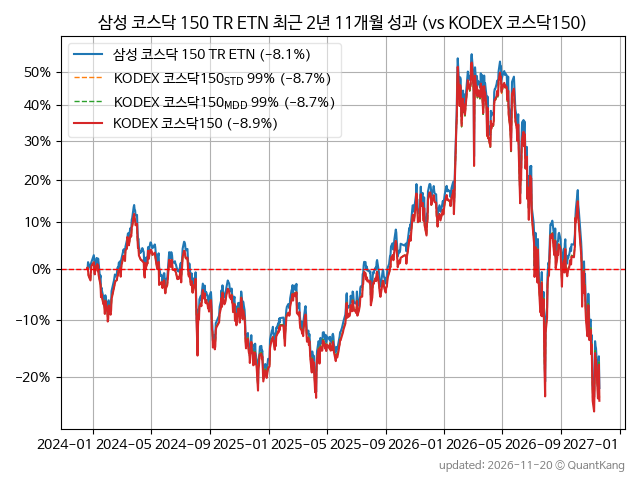 삼성 코스닥 150 TR ETN 최근 2년 11개월 성과 (vs KODEX 코스닥150)
삼성 코스닥 150 TR ETN (−8.1%)
KODEX 코스닥150STD 99% (−8.7%)
KODEX 코스닥150MDD 99% (−8.7%)
KODEX 코스닥150 (−8.9%)
50%
40%
30%
20%
10%
0%
−10%
−20%
2024-01 2024-05 2024-09 2025-01 2025-05 2025-09 2026-01 2026-05 2026-09 2027-01
updated: 2026-11-20 © QuantKang